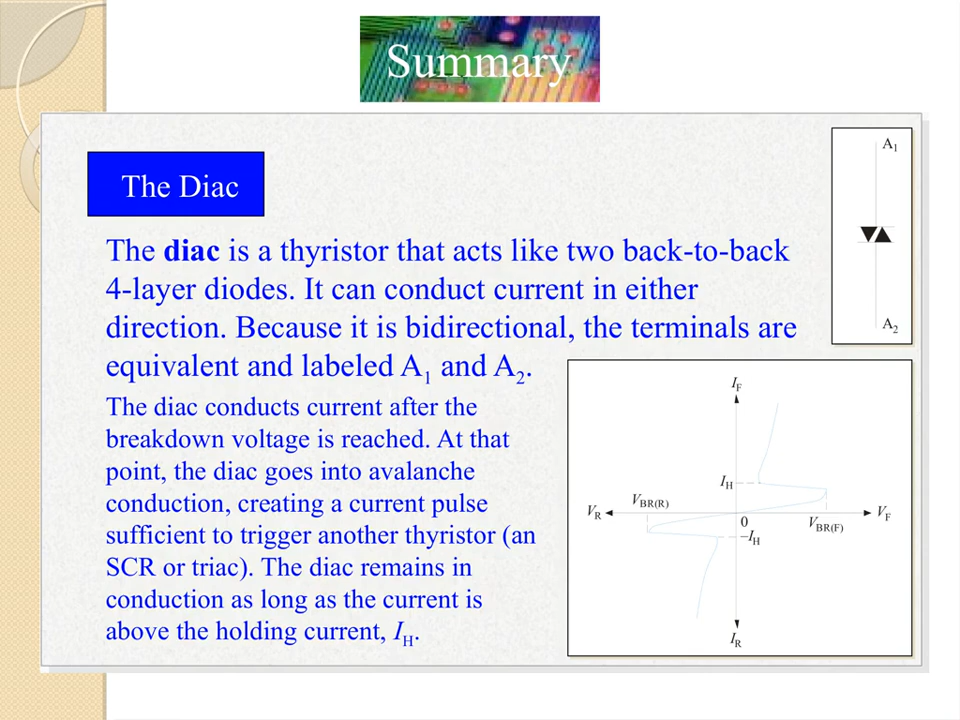 Summary
The Diac
A1
The diac is a thyristor that acts like two back-to-back
4-layer diodes. It can conduct current in either
direction. Because it is bidirectional, the terminals are
equivalent and labeled A1 and A2.
A2
The diac conducts current after the
breakdown voltage is reached. At that
point, the diac goes into avalanche
conduction, creating a current pulse
sufficient to trigger another thyristor (an
SCR or triac). The diac remains in
conduction as long as the current is
above the holding current, IH.
IF
IH
VBR(R)
VR
VF
0
VBR(F)
–IH
IR